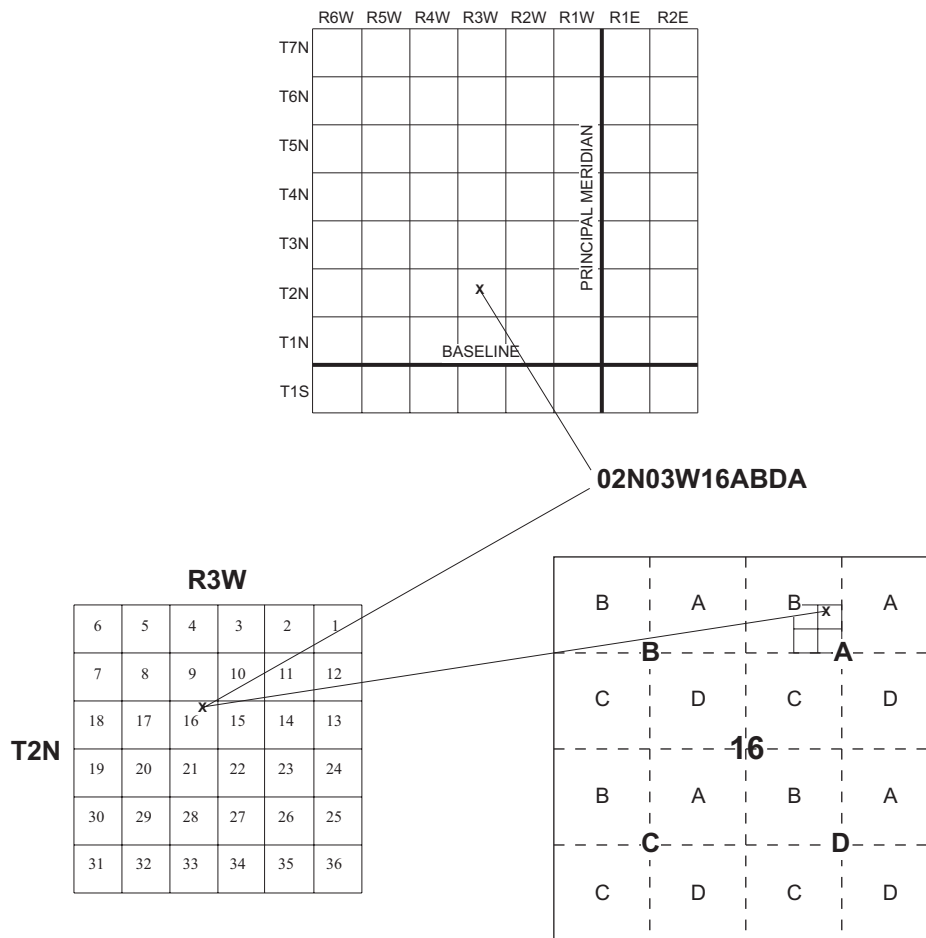 R6W R5W R4W R3W R2W R1W R1E R2E
T7N
T6N
T5N
T4N
T3N
T2N
T1N
T1S
PRINCIPAL MERIDIAN
x
BASELINE
02N03W16ABDA
R3W
T2N
6 5 4 3 2 1
7 8 9 10 11 12
x
18 17 16 15 14 13
19 20 21 22 23 24
30 29 28 27 26 25
31 32 33 34 35 36
B A B x A
B A
C D C D
16
B A B A
C D
C D C D